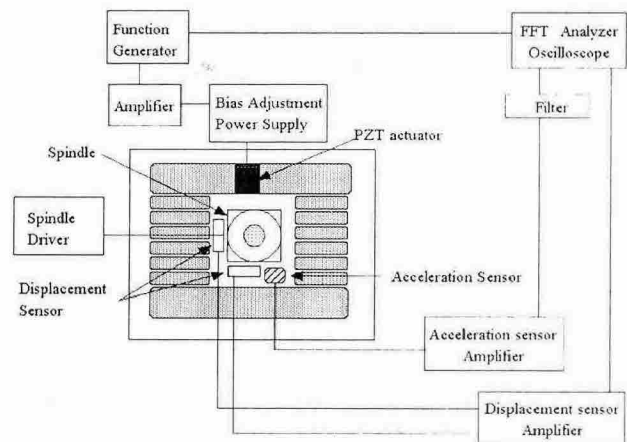 Function
Generator
FFT Analyzer
Oscilloscope
Amplifier
Bias Adjustment
Power Supply
Filter
PZT actuator
Spindle
Spindle
Driver
Displacement
Sensor
Acceleration Sensor
Acceleration sensor
Amplifier
Displacement sensor
Amplifier